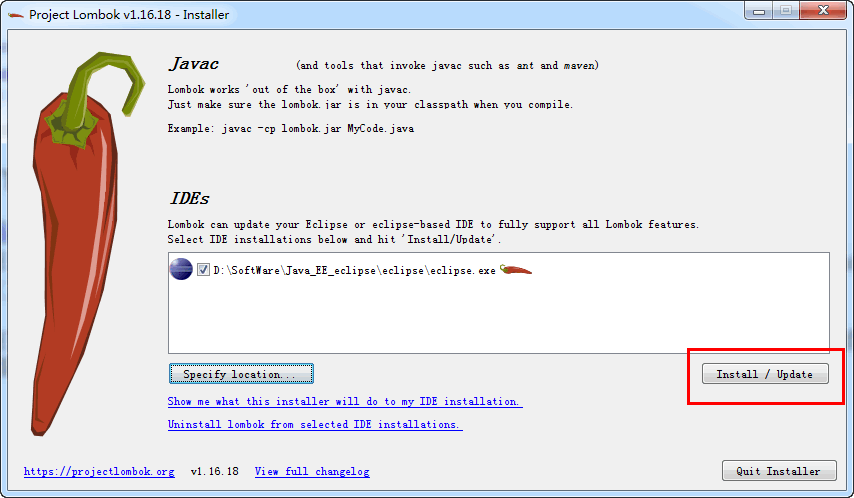 Project Lombok v1.16.18 - Installer
Javac (and tools that invoke javac such as ant and maven)
Lombok works 'out of the box' with javac.
Just make sure the lombok.jar is in your classpath when you compile.
Example: javac -cp lombok.jar MyCode.java
IDEs
Lombok can update your Eclipse or eclipse-based IDE to fully support all Lombok features.
Select IDE installations below and hit 'Install/Update'.
D:\SoftWare\Java_EE_eclipse\eclipse\eclipse.exe
Specify location... Install / Update
Show me what this installer will do to my IDE installation.
Uninstall lombok from selected IDE installations.
https://projectlombok.org v1.16.18 View full changelog Quit Installer